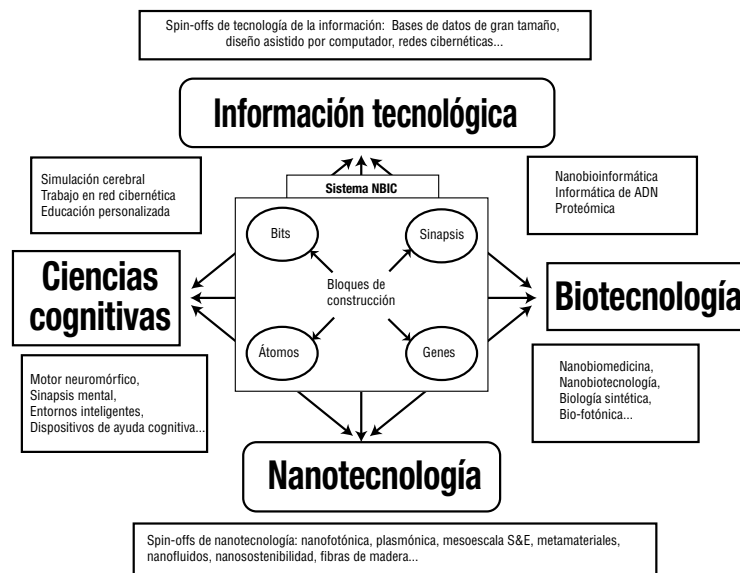 Spin-offs de tecnología de la información: Bases de datos de gran tamaño,
diseño asistido por computador, redes cibernéticas...
Información tecnológica
Simulación cerebral
Trabajo en red cibernética
Educación personalizada
Sistema NBIC
Nanobioinformática
Informática de ADN
Proteómica
Bits
Sinapsis
Ciencias
cognitivas
Bloques de
construcción
Biotecnología
Átomos
Genes
Motor neuromórfico,
Sinapsis mental,
Entornos inteligentes,
Dispositivos de ayuda cognitiva...
Nanobiomedicina,
Nanobiotecnología,
Biología sintética,
Bio-fotónica...
Nanotecnología
Spin-offs de nanotecnología: nanofotónica, plasmónica, mesoescala S&E, metamateriales,
nanofluidos, nanosostenibilidad, fibras de madera...